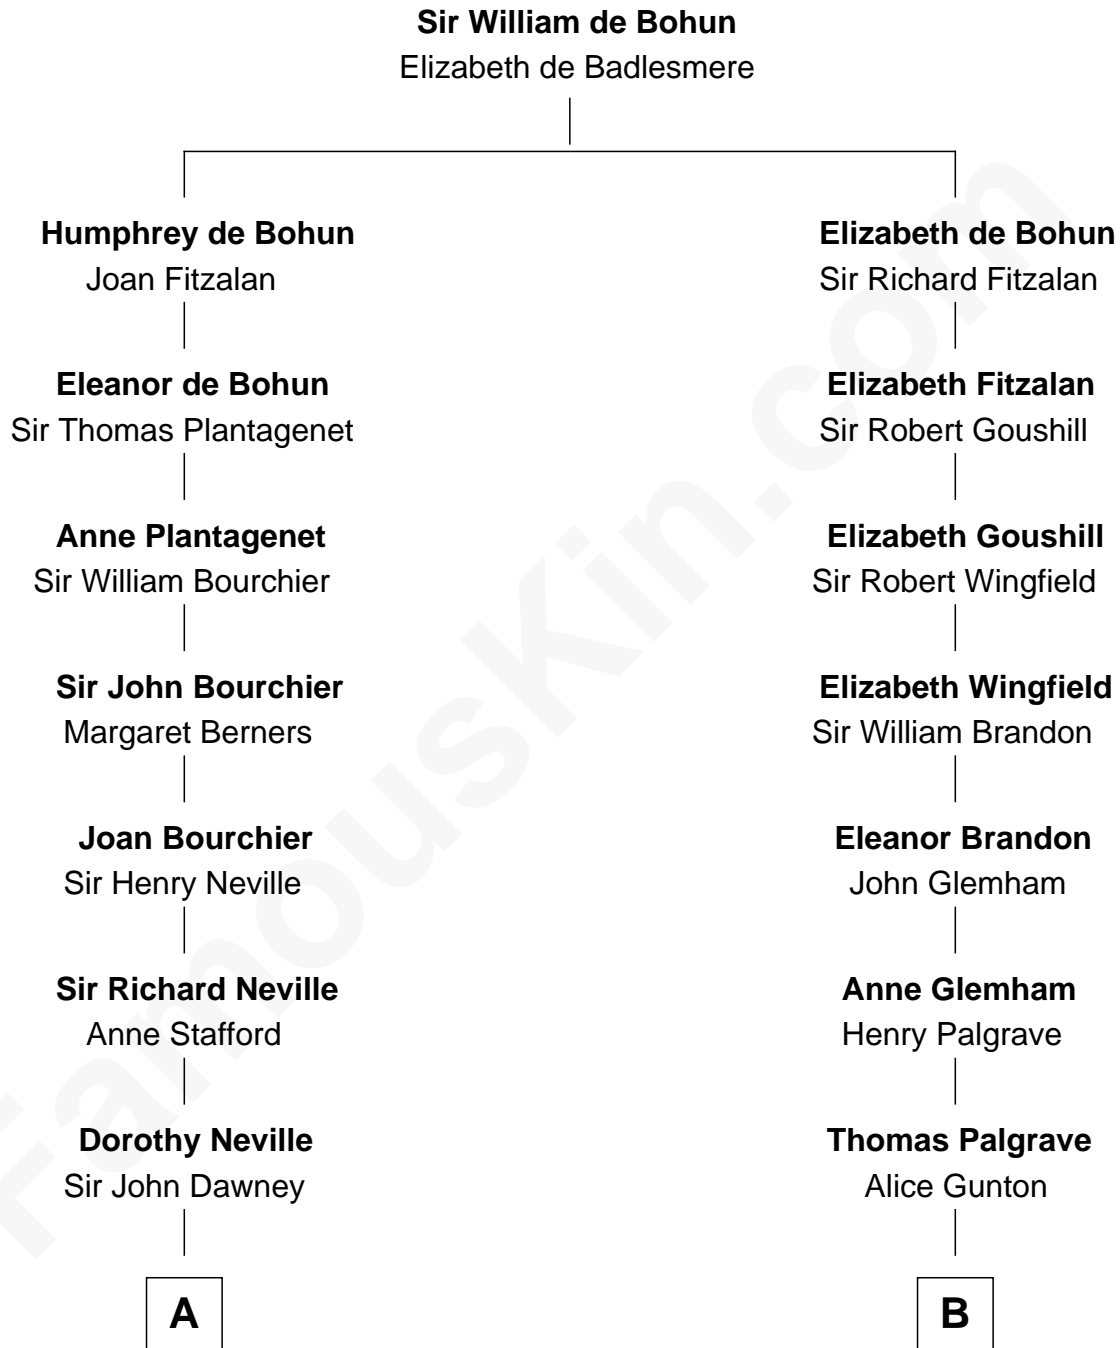 Sir William de Bohun
Elizabeth de Badlesmere
Humphrey de Bohun
Joan Fitzalan
Elizabeth de Bohun
Sir Richard Fitzalan
Eleanor de Bohun
Sir Thomas Plantagenet
Elizabeth Fitzalan
Sir Robert Goushill
Anne Plantagenet
Sir William Bourchier
Elizabeth Goushill
Sir Robert Wingfield
Sir John Bourchier
Margaret Berners
Elizabeth Wingfield
Sir William Brandon
Joan Bourchier
Sir Henry Neville
Eleanor Brandon
John Glemham
Sir Richard Neville
Anne Stafford
Anne Glemham
Henry Palgrave
Dorothy Neville
Sir John Dawney
Thomas Palgrave
Alice Gunton
A
B
FamousKin.com